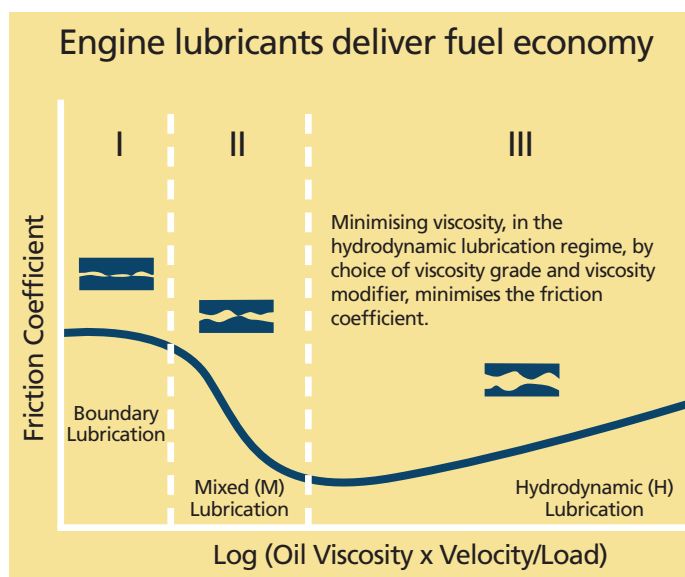 Engine lubricants deliver fuel economy
I
II
III
Minimising viscosity, in the
hydrodynamic lubrication regime, by
choice of viscosity grade and viscosity
modifier, minimises the friction
coefficient.
Friction Coefficient
Boundary
Lubrication
Mixed (M)
Lubrication
Hydrodynamic (H)
Lubrication
Log (Oil Viscosity x Velocity/Load)